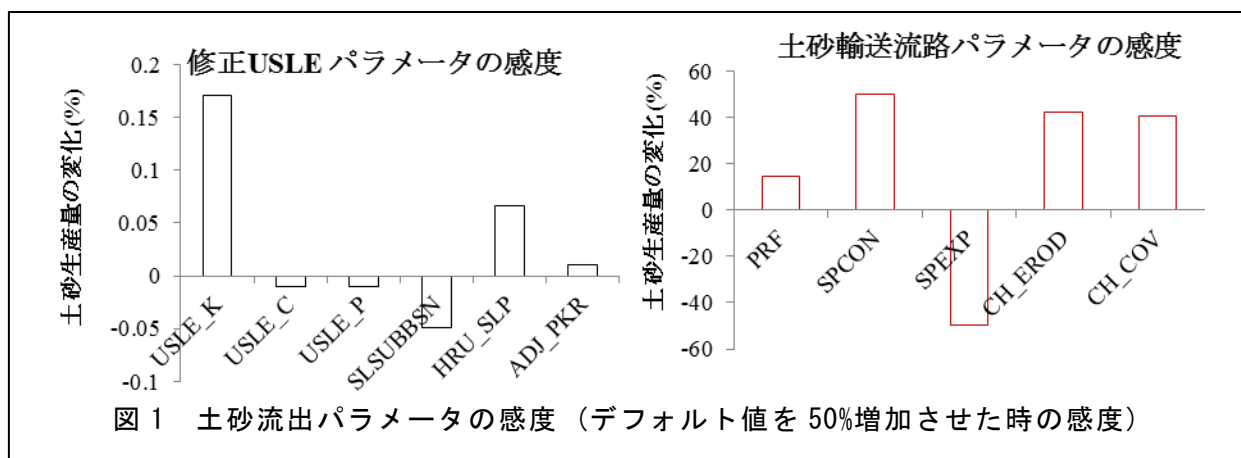 修正USLE パラメータの感度
土砂生産量の変化(%)
0.2
0.15
0.1
0.05
0
-0.05
-0.1
USLE_K
USLE_C
USLE_P
SLSUBBSN
HRU_SLP
ADJ_PKR
土砂輸送流路パラメータの感度
土砂生産量の変化(%)
60
40
20
0
-20
-40
-60
PRF
SPCON
SPEXP
CH_EROD
CH_COV
図1 土砂流出パラメータの感度（デフォルト値を50%増加させた時の感度）